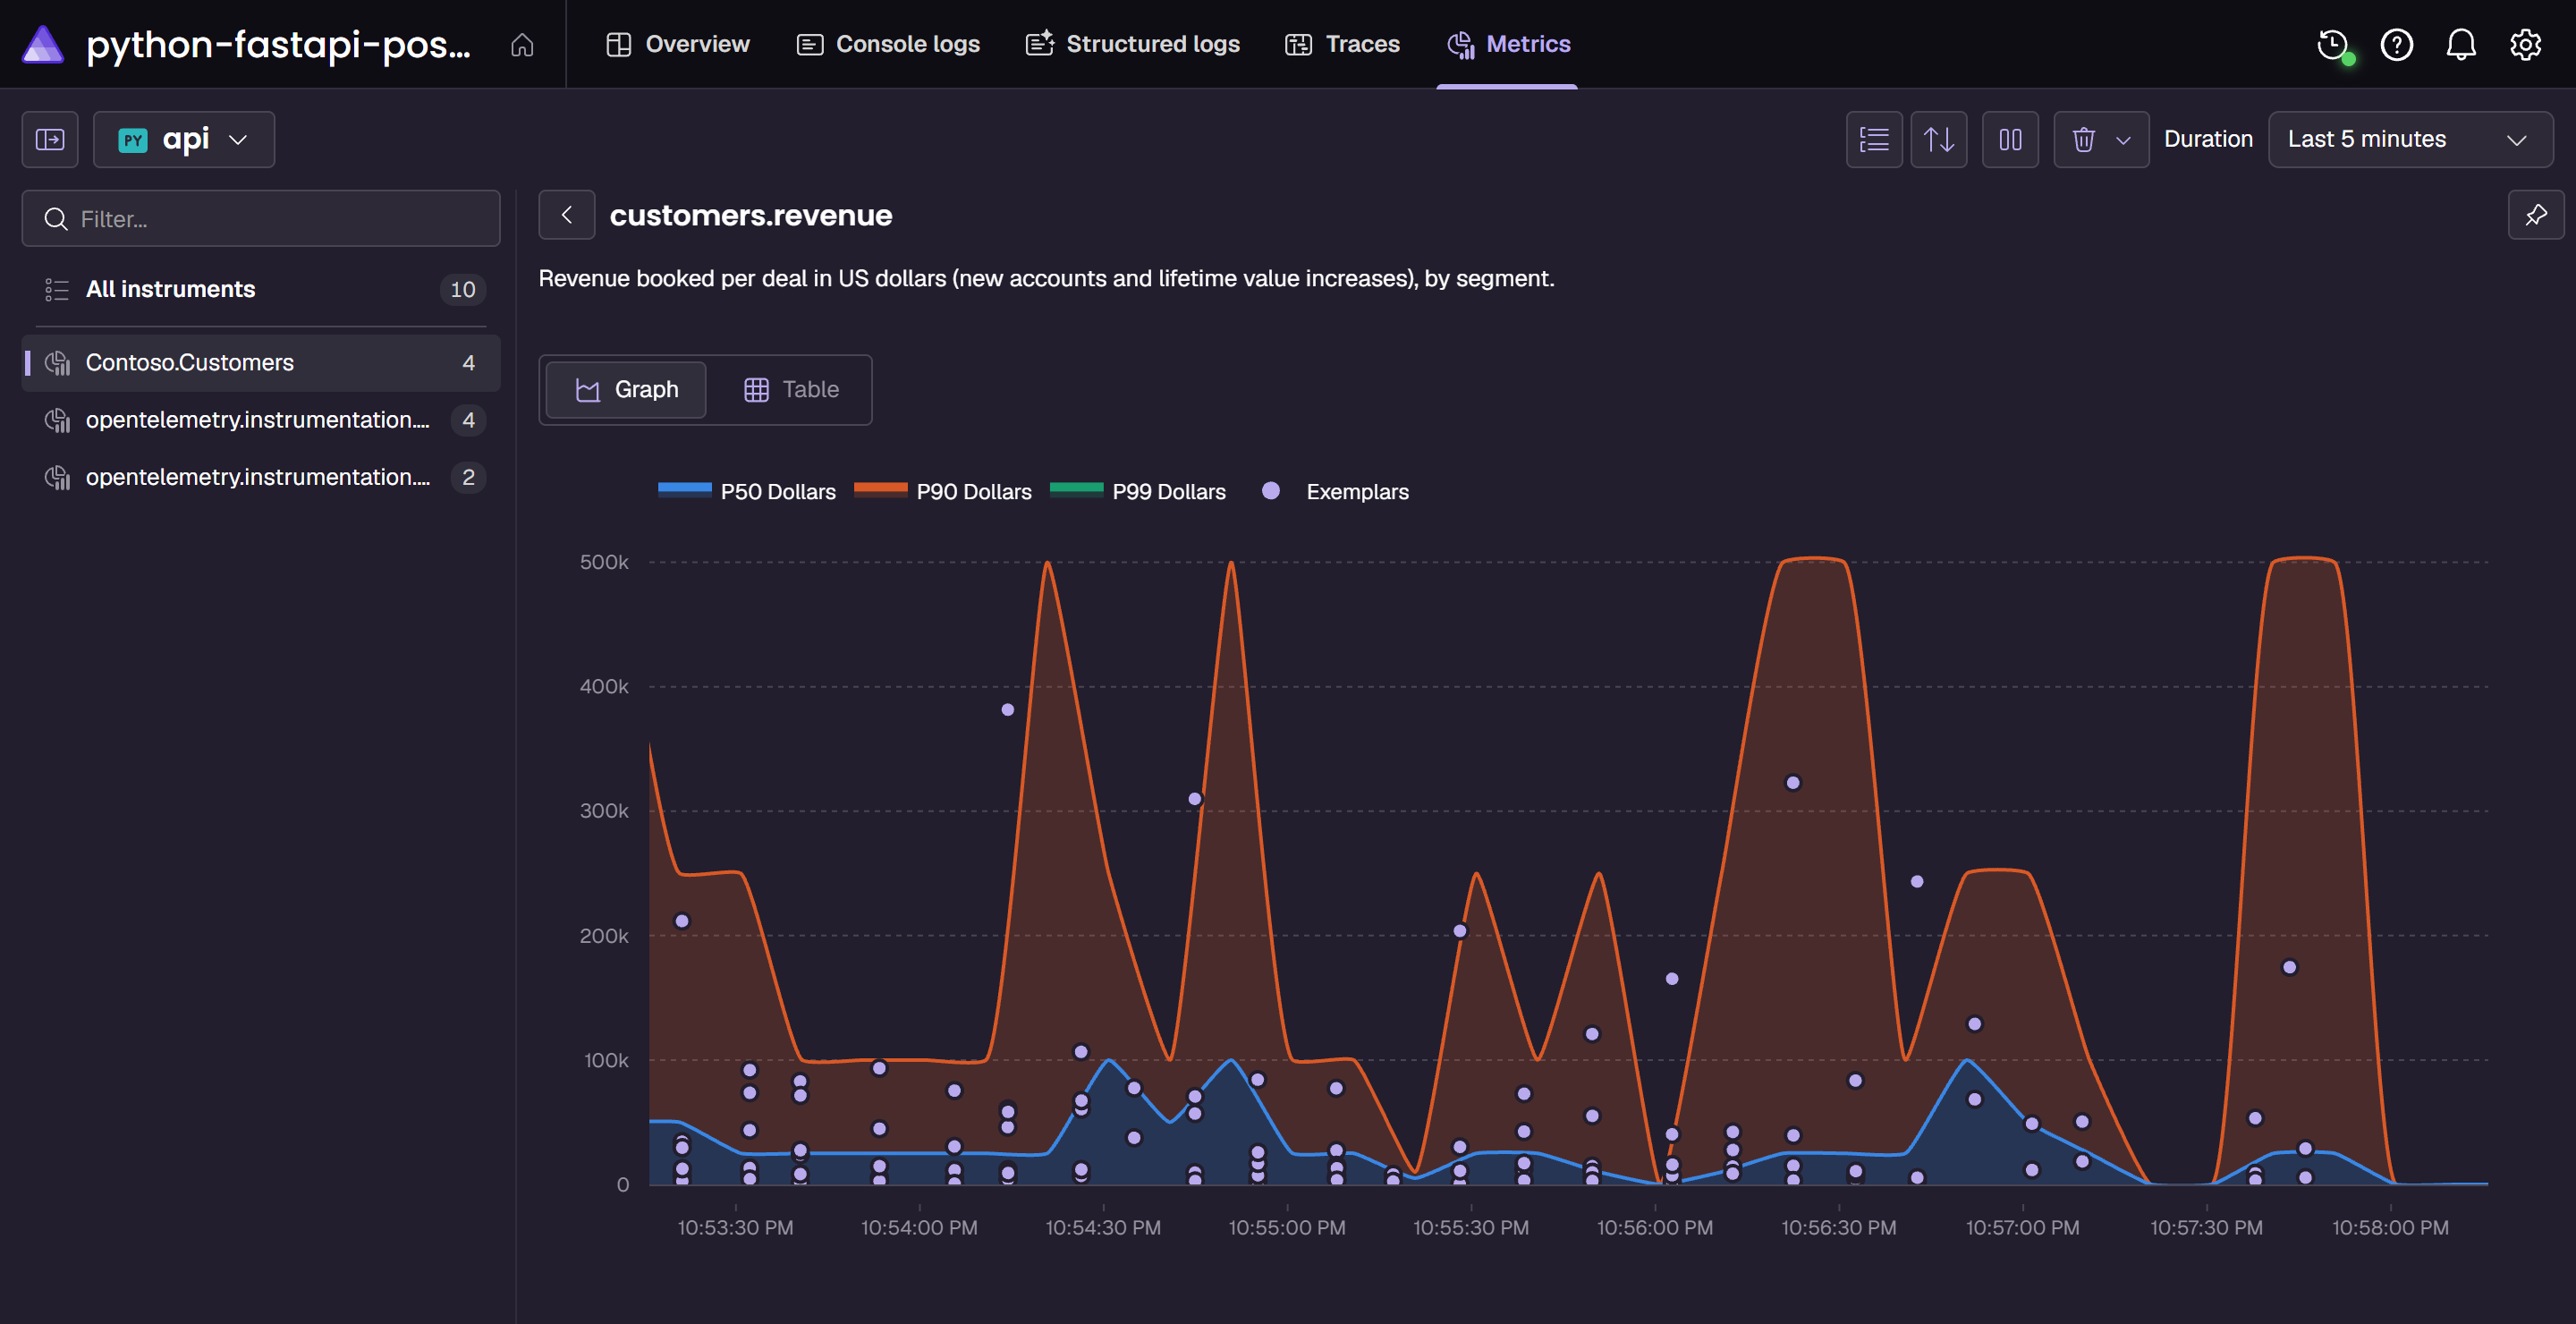 python-fastapi-pos...
Overview
Console logs
Structured logs
Traces
Metrics
PY api
Duration
Last 5 minutes
Filter...
All instruments 10
Contoso.Customers 4
opentelemetry.instrumentation.... 4
opentelemetry.instrumentation.... 2
customers.revenue
Revenue booked per deal in US dollars (new accounts and lifetime value increases), by segment.
Graph
Table
P50 Dollars
P90 Dollars
P99 Dollars
Exemplars
500k
400k
300k
200k
100k
0
10:53:30 PM
10:54:00 PM
10:54:30 PM
10:55:00 PM
10:55:30 PM
10:56:00 PM
10:56:30 PM
10:57:00 PM
10:57:30 PM
10:58:00 PM